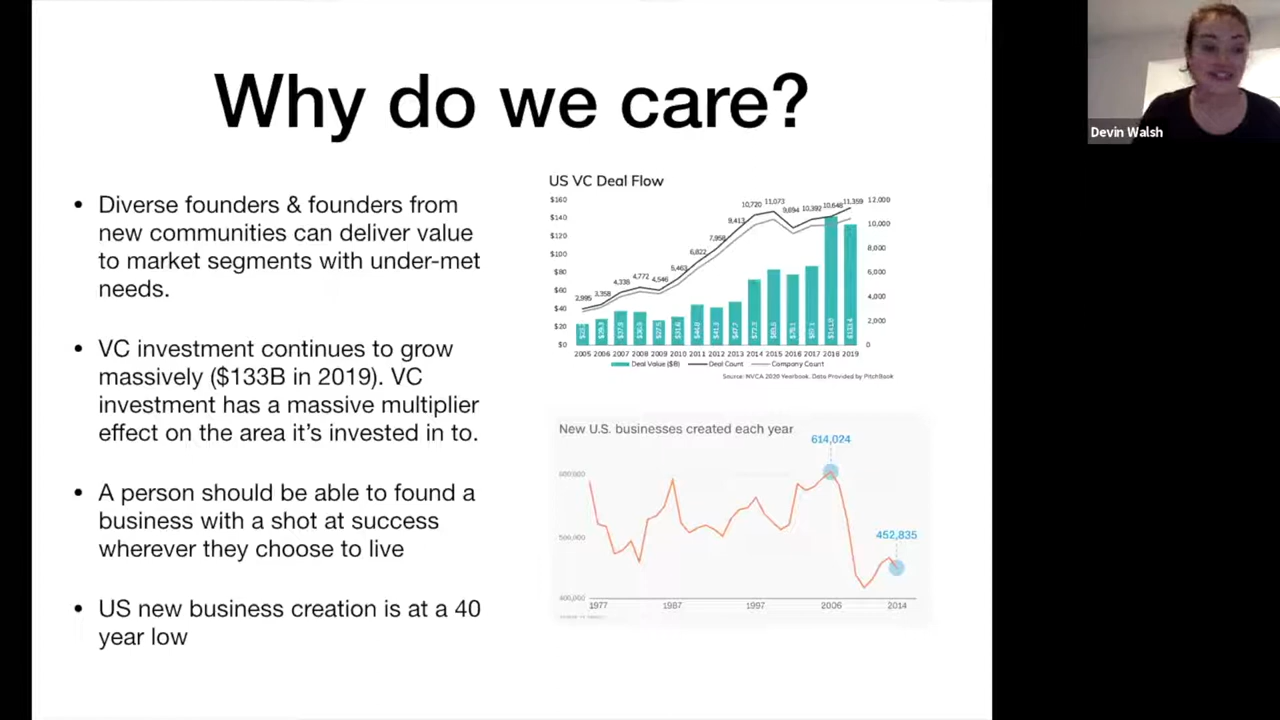 Why do we care?
• Diverse founders & founders from
new communities can deliver value
to market segments with under-met
needs.
• VC investment continues to grow
massively ($133B in 2019). VC
investment has a massive multiplier
effect on the area it's invested in to.
• A person should be able to found a
business with a shot at success
wherever they choose to live
• US new business creation is at a 40
year low
US VC Deal Flow
$160
$140
$120
$100
$80
$60
$40
$20
$0
2,995 3,358 4,338 4,772 4,546 5,463 6,822 7,958 9,413 10,720 11,073 9,894 10,392 10,648 11,359
12,000
10,000
8,000
6,000
4,000
2,000
0
$141.9 $133.4
2005 2006 2007 2008 2009 2010 2011 2012 2013 2014 2015 2016 2017 2018 2019
Deal Value ($B) Deal Count Company Count
Source: NVCA 2020 Yearbook. Data Provided by PitchBook
New U.S. businesses created each year
614,024
600,000
500,000
452,835
400,000
1977 1987 1997 2006 2014
Devin Walsh